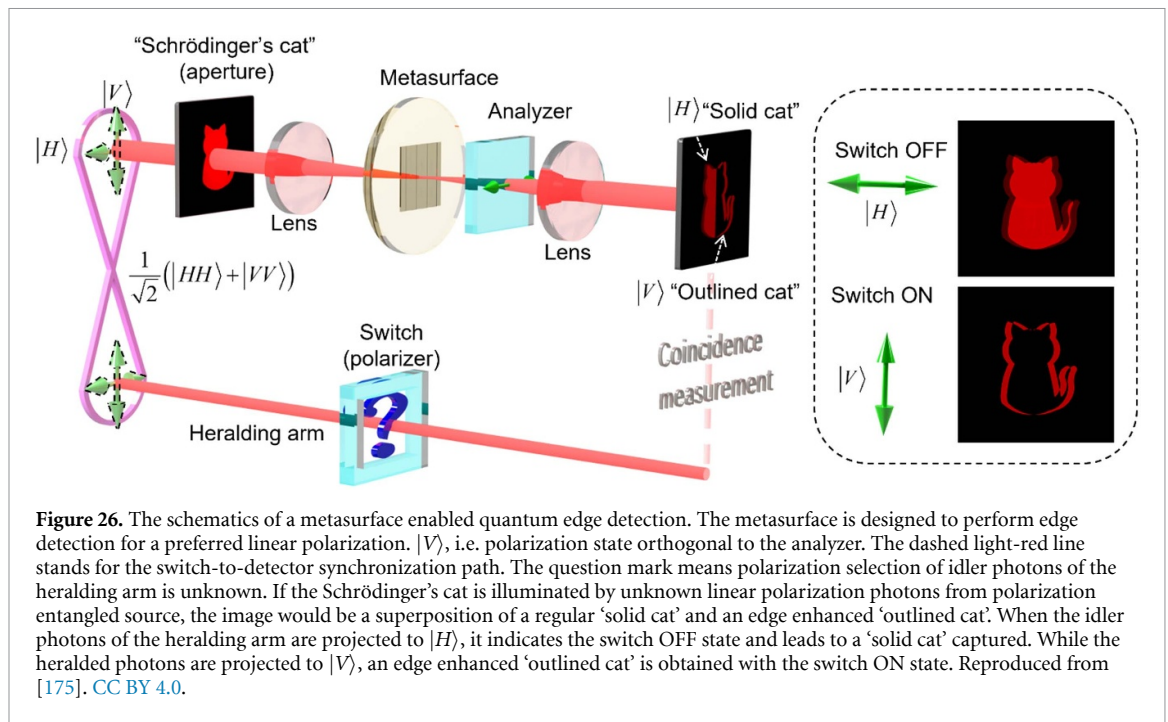 "Schrödinger's cat"
(aperture)
Metasurface
Analyzer
|V⟩
|H⟩
|H⟩ "Solid cat"
Lens
Lens
1/√2(|HH⟩+|VV⟩)
|V⟩ "Outlined cat"
Switch
(polarizer)
?
Heralding arm
Coincidence
measurement
Switch OFF
|H⟩
Switch ON
|V⟩
Figure 26. The schematics of a metasurface enabled quantum edge detection. The metasurface is designed to perform edge
detection for a preferred linear polarization. |V⟩, i.e. polarization state orthogonal to the analyzer. The dashed light-red line
stands for the switch-to-detector synchronization path. The question mark means polarization selection of idler photons of the
heralding arm is unknown. If the Schrödinger's cat is illuminated by unknown linear polarization photons from polarization
entangled source, the image would be a superposition of a regular 'solid cat' and an edge enhanced 'outlined cat'. When the idler
photons of the heralding arm are projected to |H⟩, it indicates the switch OFF state and leads to a 'solid cat' captured. While the
heralded photons are projected to |V⟩, an edge enhanced 'outlined cat' is obtained with the switch ON state. Reproduced from
[175]. CC BY 4.0.